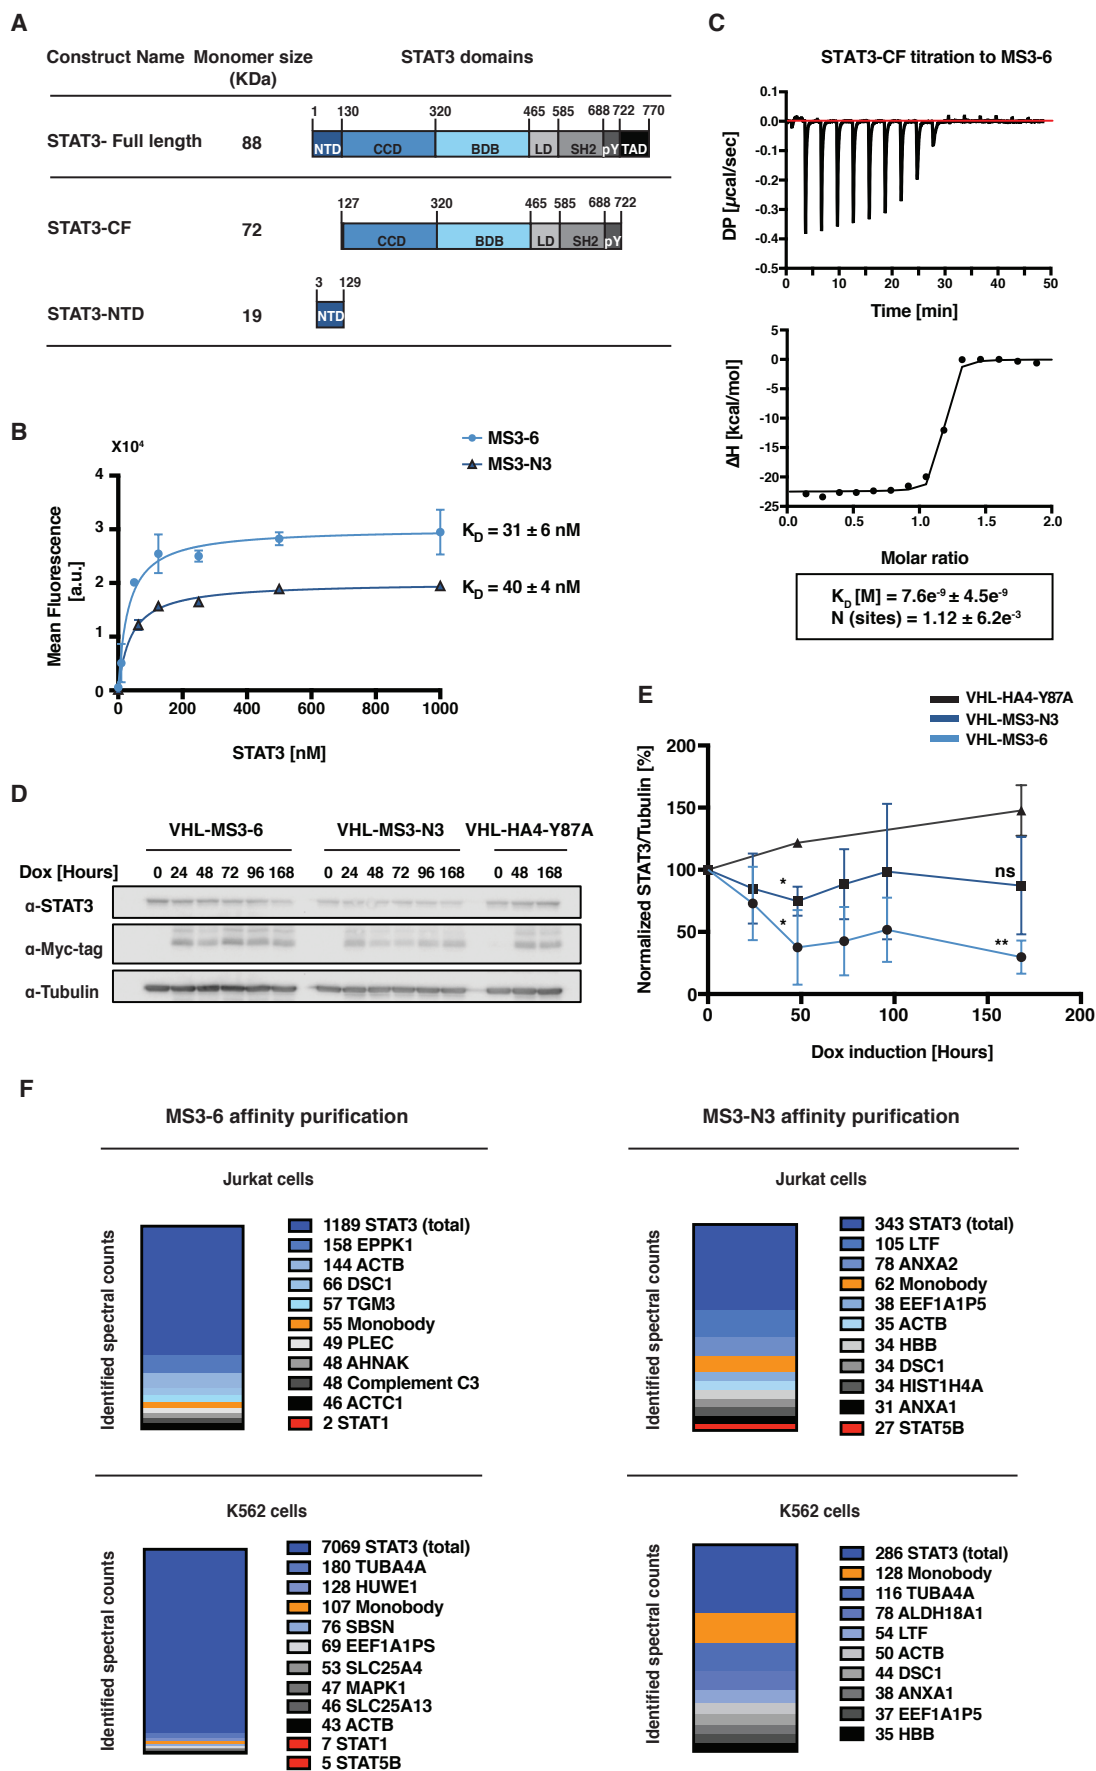 A
Construct Name Monomer size (KDa) STAT3 domains
1 130 320 465 585 688 722 770
STAT3- Full length 88 NTD CCD BDB LD SH2 pY TAD
127 320 465 585 688 722
STAT3-CF 72 CCD BDB LD SH2 pY
3 129
STAT3-NTD 19 NTD
B
X10⁴
MS3-6
MS3-N3
4
3
2
1
0
Mean Fluorescence [a.u.]
K_D = 31 ± 6 nM
K_D = 40 ± 4 nM
0 200 400 600 800 1000
STAT3 [nM]
C
STAT3-CF titration to MS3-6
0.1
0.0
-0.1
-0.2
-0.3
-0.4
-0.5
DP [µcal/sec]
0 10 20 30 40 50
Time [min]
5
0
-5
-10
-15
-20
-25
ΔH [kcal/mol]
0.0 0.5 1.0 1.5 2.0
Molar ratio
K_D [M] = 7.6e⁻⁹ ± 4.5e⁻⁹
N (sites) = 1.12 ± 6.2e⁻³
D
VHL-MS3-6 VHL-MS3-N3 VHL-HA4-Y87A
Dox [Hours] 0 24 48 72 96 168 0 24 48 72 96 168 0 48 168
α-STAT3
α-Myc-tag
α-Tubulin
E
VHL-HA4-Y87A
VHL-MS3-N3
VHL-MS3-6
200
150
100
50
0
Normalized STAT3/Tubulin [%]
*
*
ns
**
0 50 100 150 200
Dox induction [Hours]
F
MS3-6 affinity purification
Jurkat cells
Identified spectral counts
1189 STAT3 (total)
158 EPPK1
144 ACTB
66 DSC1
57 TGM3
55 Monobody
49 PLEC
48 AHNAK
48 Complement C3
46 ACTC1
2 STAT1
K562 cells
Identified spectral counts
7069 STAT3 (total)
180 TUBA4A
128 HUWE1
107 Monobody
76 SBSN
69 EEF1A1PS
53 SLC25A4
47 MAPK1
46 SLC25A13
43 ACTB
7 STAT1
5 STAT5B
MS3-N3 affinity purification
Jurkat cells
Identified spectral counts
343 STAT3 (total)
105 LTF
78 ANXA2
62 Monobody
38 EEF1A1P5
35 ACTB
34 HBB
34 DSC1
34 HIST1H4A
31 ANXA1
27 STAT5B
K562 cells
Identified spectral counts
286 STAT3 (total)
128 Monobody
116 TUBA4A
78 ALDH18A1
54 LTF
50 ACTB
44 DSC1
38 ANXA1
37 EEF1A1P5
35 HBB